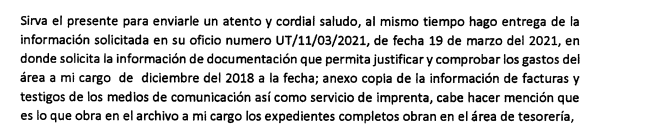 Sirva el presente para enviarle un atento y cordial saludo, al mismo tiempo hago entrega de la
información solicitada en su oficio numero UT/11/03/2021, de fecha 19 de marzo del 2021, en
donde solicita la información de documentación que permita justificar y comprobar los gastos del
área a mi cargo de diciembre del 2018 a la fecha; anexo copia de la información de facturas y
testigos de los medios de comunicación así como servicio de imprenta, cabe hacer mención que
es lo que obra en el archivo a mi cargo los expedientes completos obran en el área de tesorería,